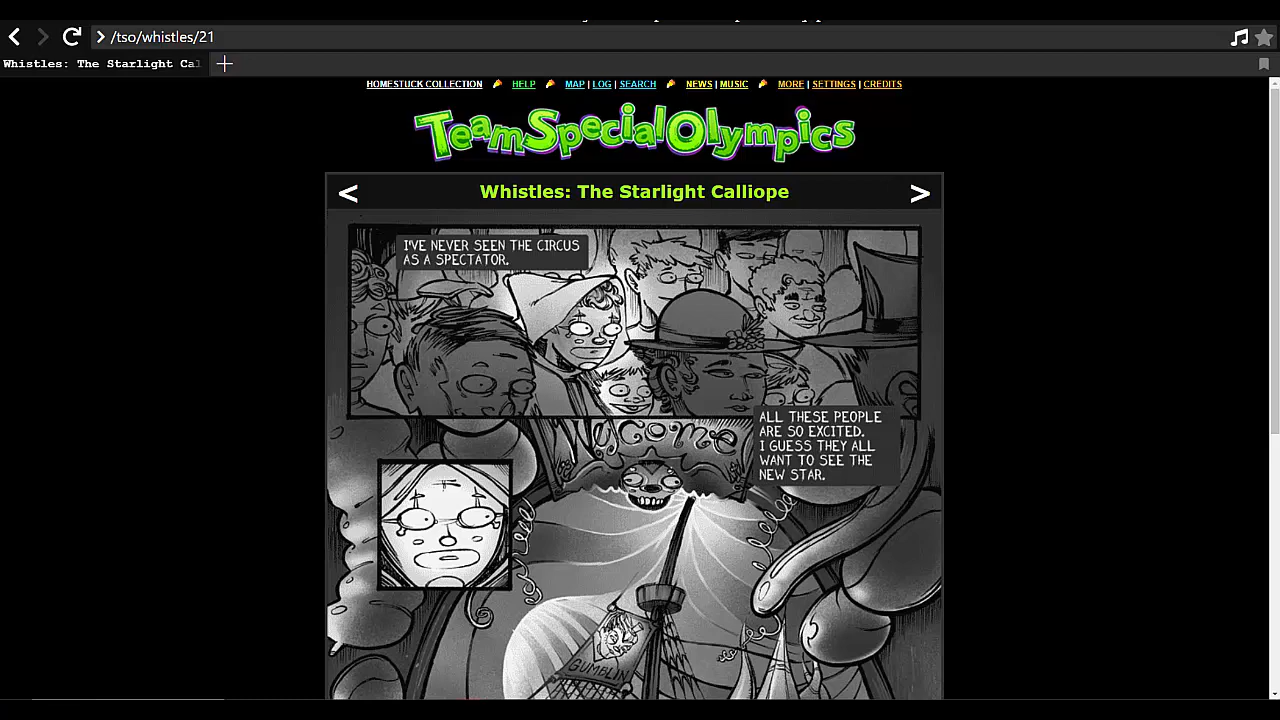 /tso/whistles/21
Whistles: The Starlight Cal
HOMESTUCK COLLECTION HELP MAP | LOG | SEARCH NEWS | MUSIC MORE | SETTINGS | CREDITS
TeamSpecialOlympics
< Whistles: The Starlight Calliope >
I'VE NEVER SEEN THE CIRCUS
AS A SPECTATOR.
ALL THESE PEOPLE
ARE SO EXCITED.
I GUESS THEY ALL
WANT TO SEE THE
NEW STAR.
GUMBLIN